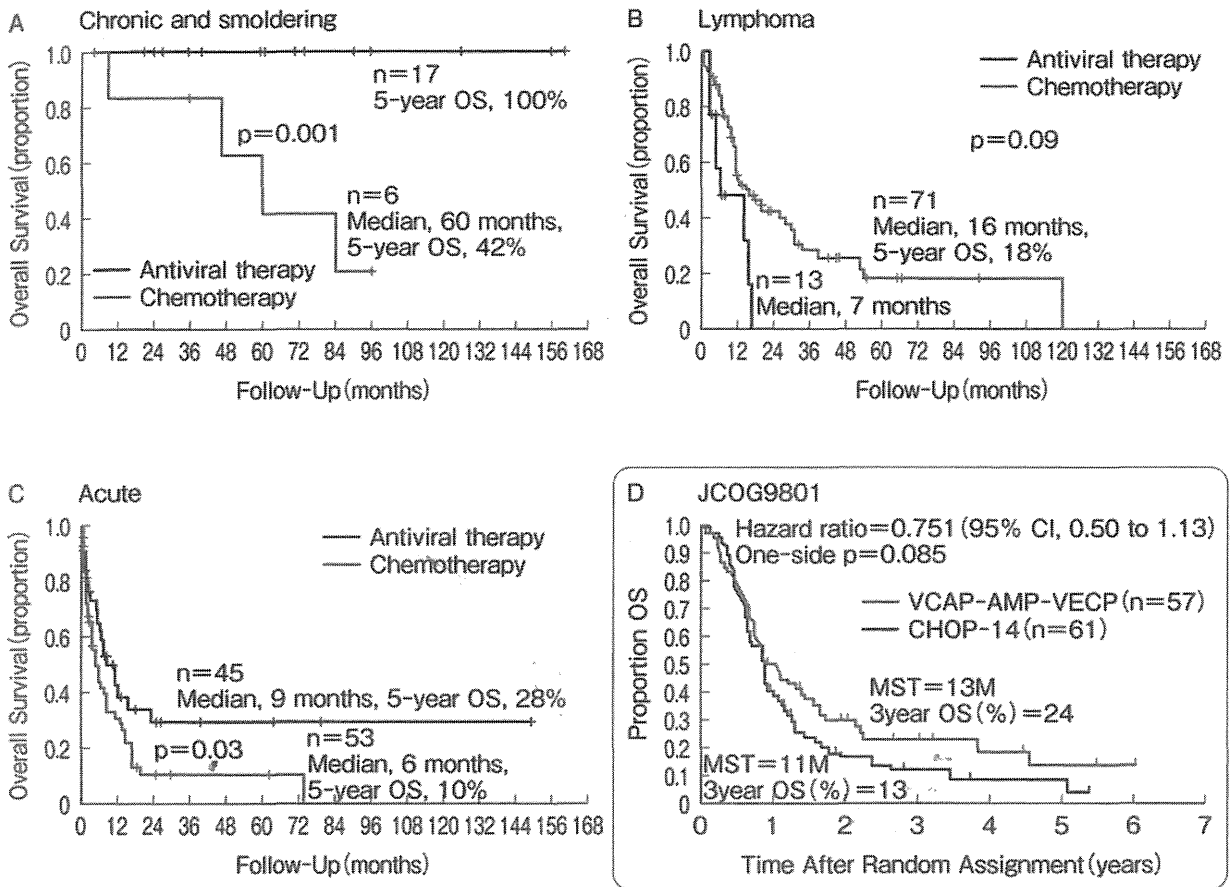 A Chronic and smoldering
Overall Survival (proportion)
1.0
0.8
0.6
0.4
0.2
0
n=17
5-year OS, 100%
p=0.001
n=6
Median, 60 months,
5-year OS, 42%
Antiviral therapy
Chemotherapy
0 12 24 36 48 60 72 84 96 108 120 132 144 156 168
Follow-Up (months)
B Lymphoma
Overall Survival (proportion)
1.0
0.8
0.6
0.4
0.2
0
Antiviral therapy
Chemotherapy
p=0.09
n=71
Median, 16 months,
5-year OS, 18%
n=13
Median, 7 months
0 12 24 36 48 60 72 84 96 108 120 132 144 156 168
Follow-Up (months)
C Acute
Overall Survival (proportion)
1.0
0.8
0.6
0.4
0.2
0
Antiviral therapy
Chemotherapy
n=45
Median, 9 months, 5-year OS, 28%
p=0.03
n=53
Median, 6 months,
5-year OS, 10%
0 12 24 36 48 60 72 84 96 108 120 132 144 156 168
Follow-Up (months)
D JCOG9801
Proportion OS
1.0
0.9
0.8
0.7
0.6
0.5
0.4
0.3
0.2
0.1
0
Hazard ratio=0.751 (95% CI, 0.50 to 1.13)
One-side p=0.085
VCAP-AMP-VECP (n=57)
CHOP-14 (n=61)
MST=13M
3year OS (%) =24
MST=11M
3year OS (%) =13
0 1 2 3 4 5 6 7
Time After Random Assignment (years)